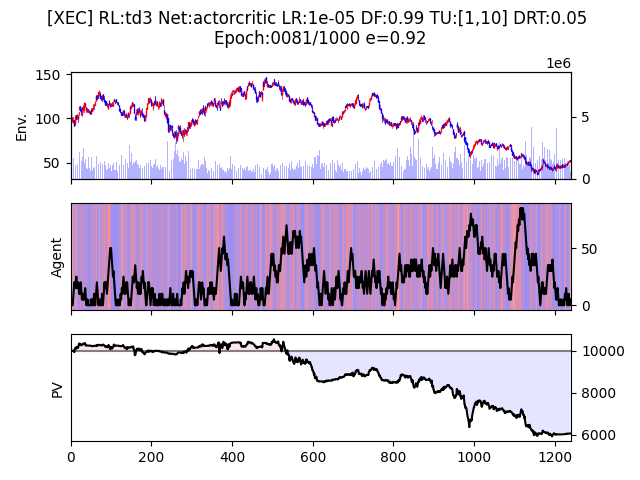 [XEC] RL:td3 Net:actorcritic LR:1e-05 DF:0.99 TU:[1,10] DRT:0.05
Epoch:0081/1000 e=0.92
1e6
150
100
50
Env.
5
0
Agent
50
0
PV
10000
8000
6000
0 200 400 600 800 1000 1200